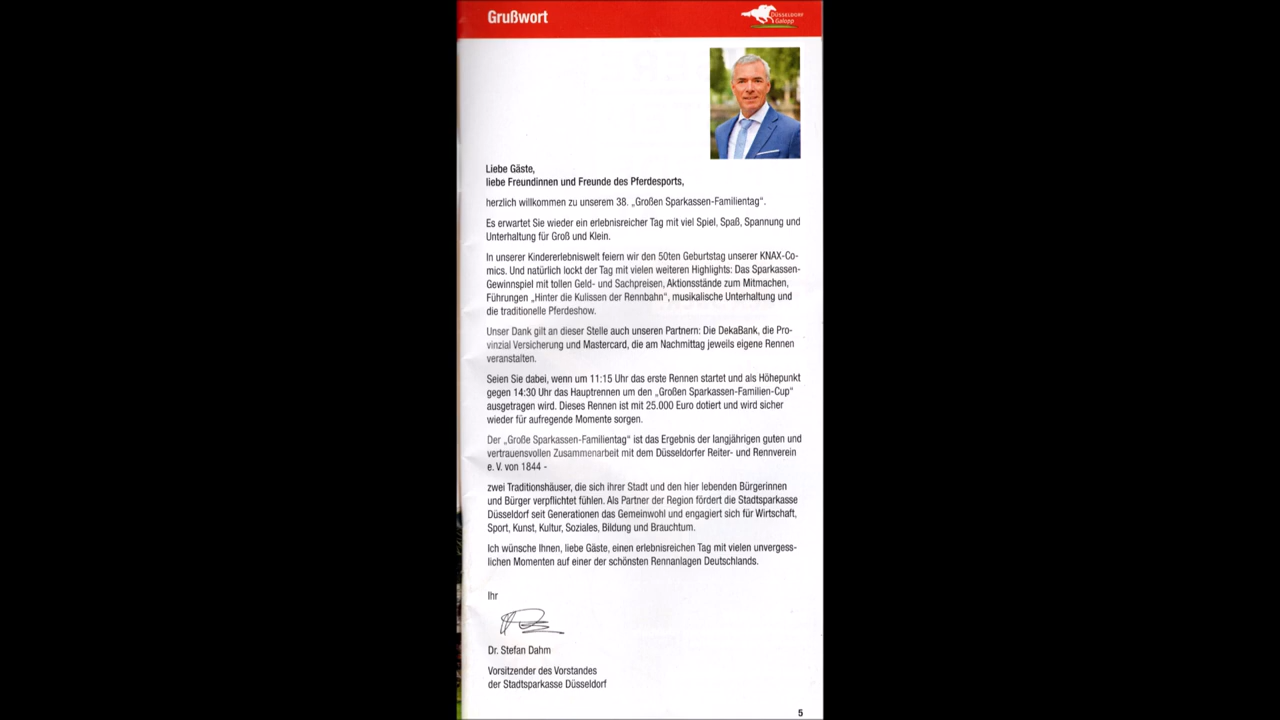 Grußwort
DÜSSELDORF
Galopp
Liebe Gäste,
liebe Freundinnen und Freunde des Pferdesports,
herzlich willkommen zu unserem 38. „Großen Sparkassen-Familientag“.
Es erwartet Sie wieder ein erlebnisreicher Tag mit viel Spiel, Spaß, Spannung und
Unterhaltung für Groß und Klein.
In unserer Kindererlebniswelt feiern wir den 50ten Geburtstag unserer KNAX-Co-
mics. Und natürlich lockt der Tag mit vielen weiteren Highlights: Das Sparkassen-
Gewinnspiel mit tollen Geld- und Sachpreisen, Aktionsstände zum Mitmachen,
Führungen „Hinter die Kulissen der Rennbahn“, musikalische Unterhaltung und
die traditionelle Pferdeshow.
Unser Dank gilt an dieser Stelle auch unseren Partnern: Die DekaBank, die Pro-
vinzial Versicherung und Mastercard, die am Nachmittag jeweils eigene Rennen
veranstalten.
Seien Sie dabei, wenn um 11:15 Uhr das erste Rennen startet und als Höhepunkt
gegen 14:30 Uhr das Hauptrennen um den „Großen Sparkassen-Familien-Cup“
ausgetragen wird. Dieses Rennen ist mit 25.000 Euro dotiert und wird sicher
wieder für aufregende Momente sorgen.
Der „Große Sparkassen-Familientag“ ist das Ergebnis der langjährigen guten und
vertrauensvollen Zusammenarbeit mit dem Düsseldorfer Reiter- und Rennverein
e. V. von 1844 -
zwei Traditionshäuser, die sich ihrer Stadt und den hier lebenden Bürgerinnen
und Bürger verpflichtet fühlen. Als Partner der Region fördert die Stadtsparkasse
Düsseldorf seit Generationen das Gemeinwohl und engagiert sich für Wirtschaft,
Sport, Kunst, Kultur, Soziales, Bildung und Brauchtum.
Ich wünsche Ihnen, liebe Gäste, einen erlebnisreichen Tag mit vielen unvergess-
lichen Momenten auf einer der schönsten Rennanlagen Deutschlands.
Ihr
Dr. Stefan Dahm
Vorsitzender des Vorstandes
der Stadtsparkasse Düsseldorf
5